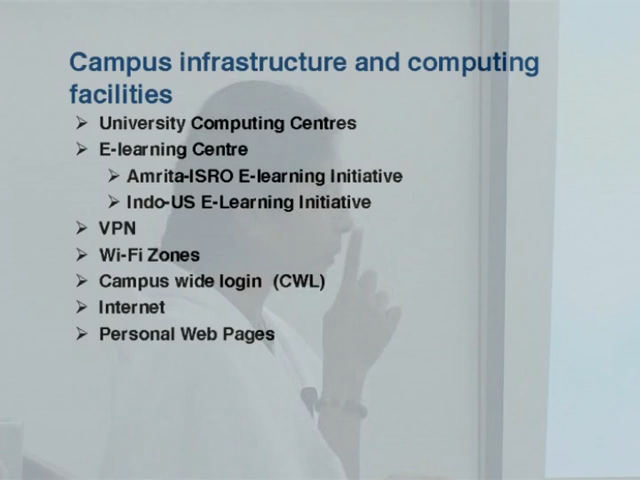 Campus infrastructure and computing
facilities
➢ University Computing Centres
➢ E-learning Centre
➢ Amrita-ISRO E-learning Initiative
➢ Indo-US E-Learning Initiative
➢ VPN
➢ Wi-Fi Zones
➢ Campus wide login (CWL)
➢ Internet
➢ Personal Web Pages